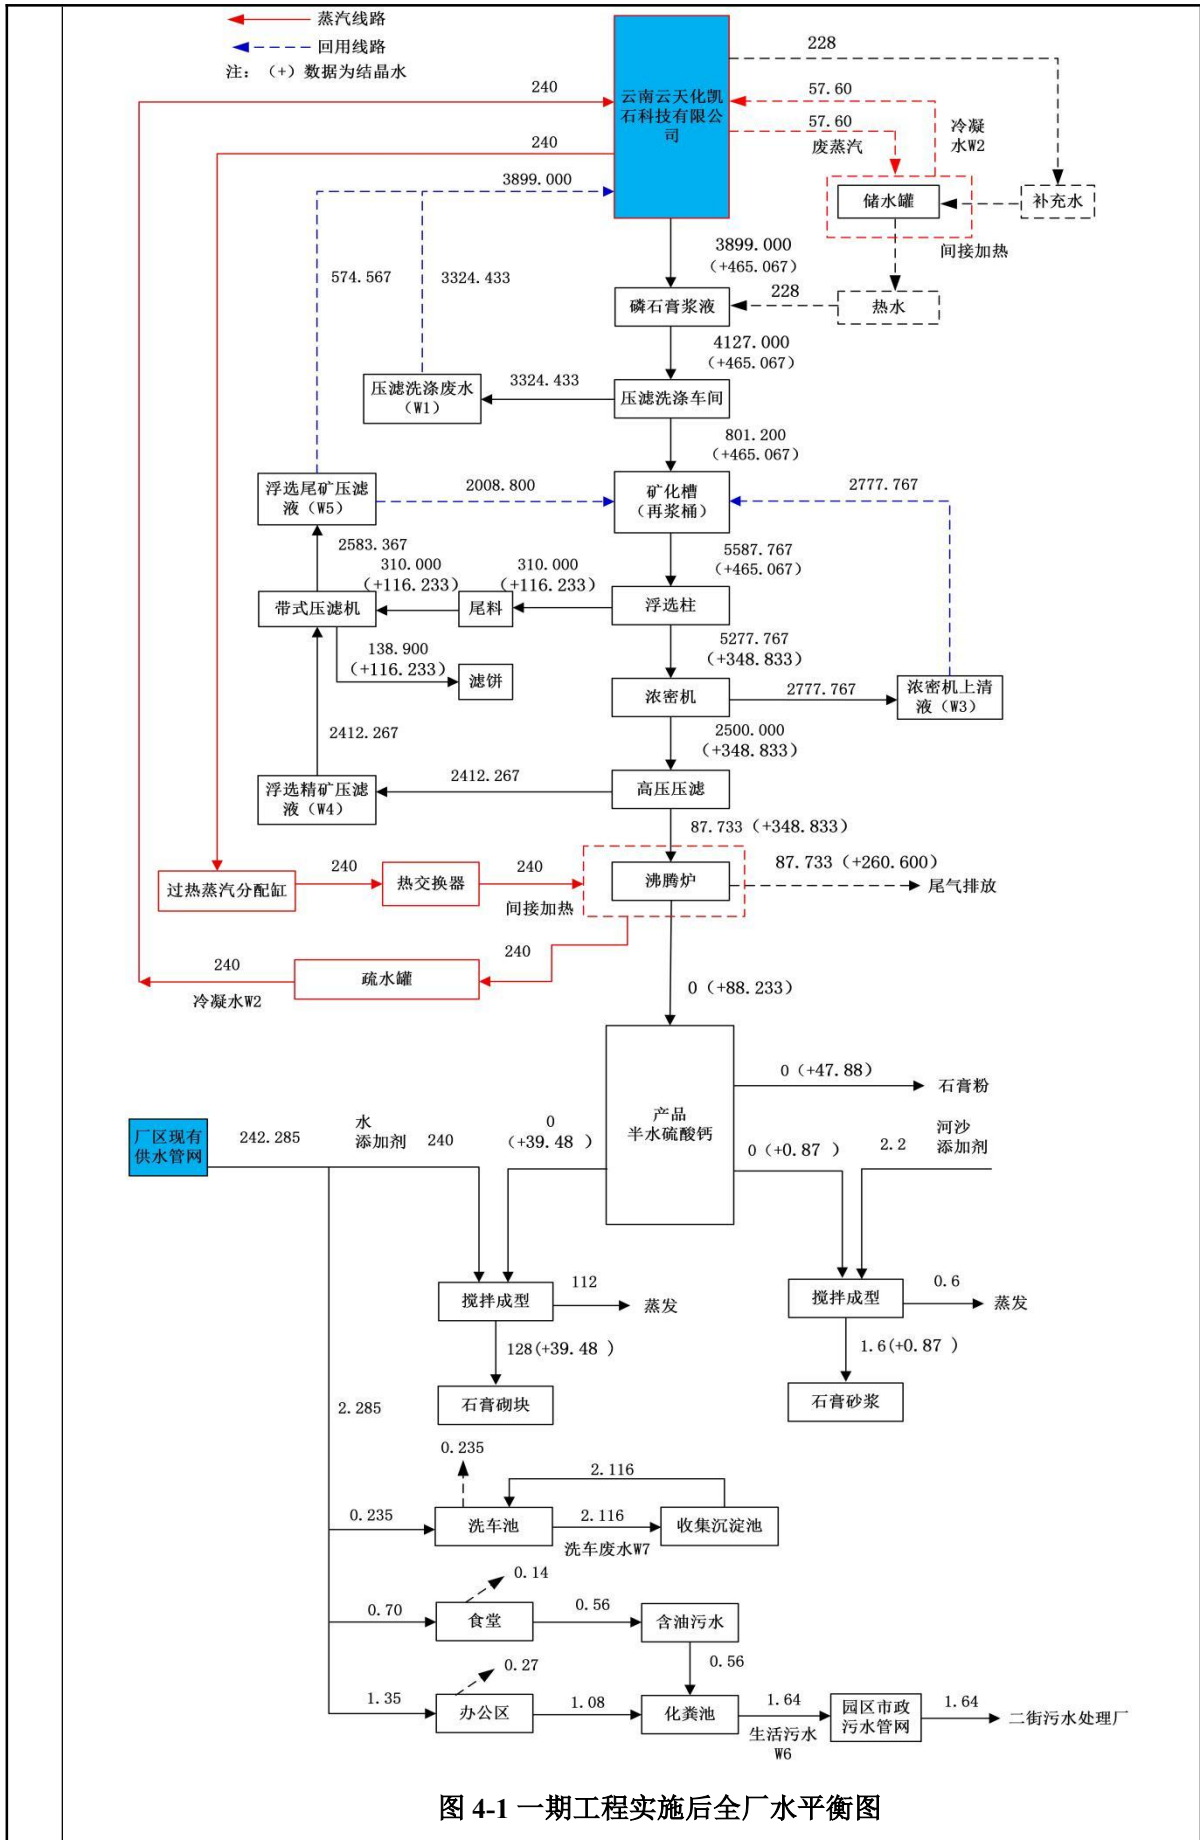 蒸汽线路
回用线路
注：（+）数据为结晶水
云南云天化凯
石科技有限公
司
228
240
57.60
57.60
冷凝
水W2
废蒸汽
240
3899.000
储水罐
补充水
间接加热
3899.000
(+465.067)
574.567
3324.433
磷石膏浆液
228
热水
4127.000
(+465.067)
压滤洗涤废水
（W1）
3324.433
压滤洗涤车间
801.200
(+465.067)
浮选尾矿压滤
液（W5）
2008.800
矿化槽
（再浆桶）
2777.767
2583.367
5587.767
(+465.067)
310.000
(+116.233)
310.000
(+116.233)
带式压滤机
尾料
浮选柱
138.900
(+116.233)
滤饼
5277.767
(+348.833)
浓密机
2777.767
浓密机上清
液（W3）
2412.267
2500.000
(+348.833)
浮选精矿压滤
液（W4）
2412.267
高压压滤
87.733（+348.833）
过热蒸汽分配缸
240
热交换器
240
间接加热
沸腾炉
87.733（+260.600）
尾气排放
240
冷凝水W2
疏水罐
240
0（+88.233）
产品
半水硫酸钙
0（+47.88）
石膏粉
厂区现有
供水管网
242.285
水
添加剂
240
0
(+39.48 )
0(+0.87 )
2.2
河沙
添加剂
搅拌成型
112
蒸发
搅拌成型
0.6
蒸发
128(+39.48 )
1.6(+0.87 )
石膏砌块
石膏砂浆
2.285
0.235
2.116
0.235
洗车池
2.116
洗车废水W7
收集沉淀池
0.14
0.70
食堂
0.56
含油污水
0.56
0.27
1.35
办公区
1.08
化粪池
1.64
生活污水
W6
园区市政
污水管网
1.64
二街污水处理厂
图 4-1 一期工程实施后全厂水平衡图